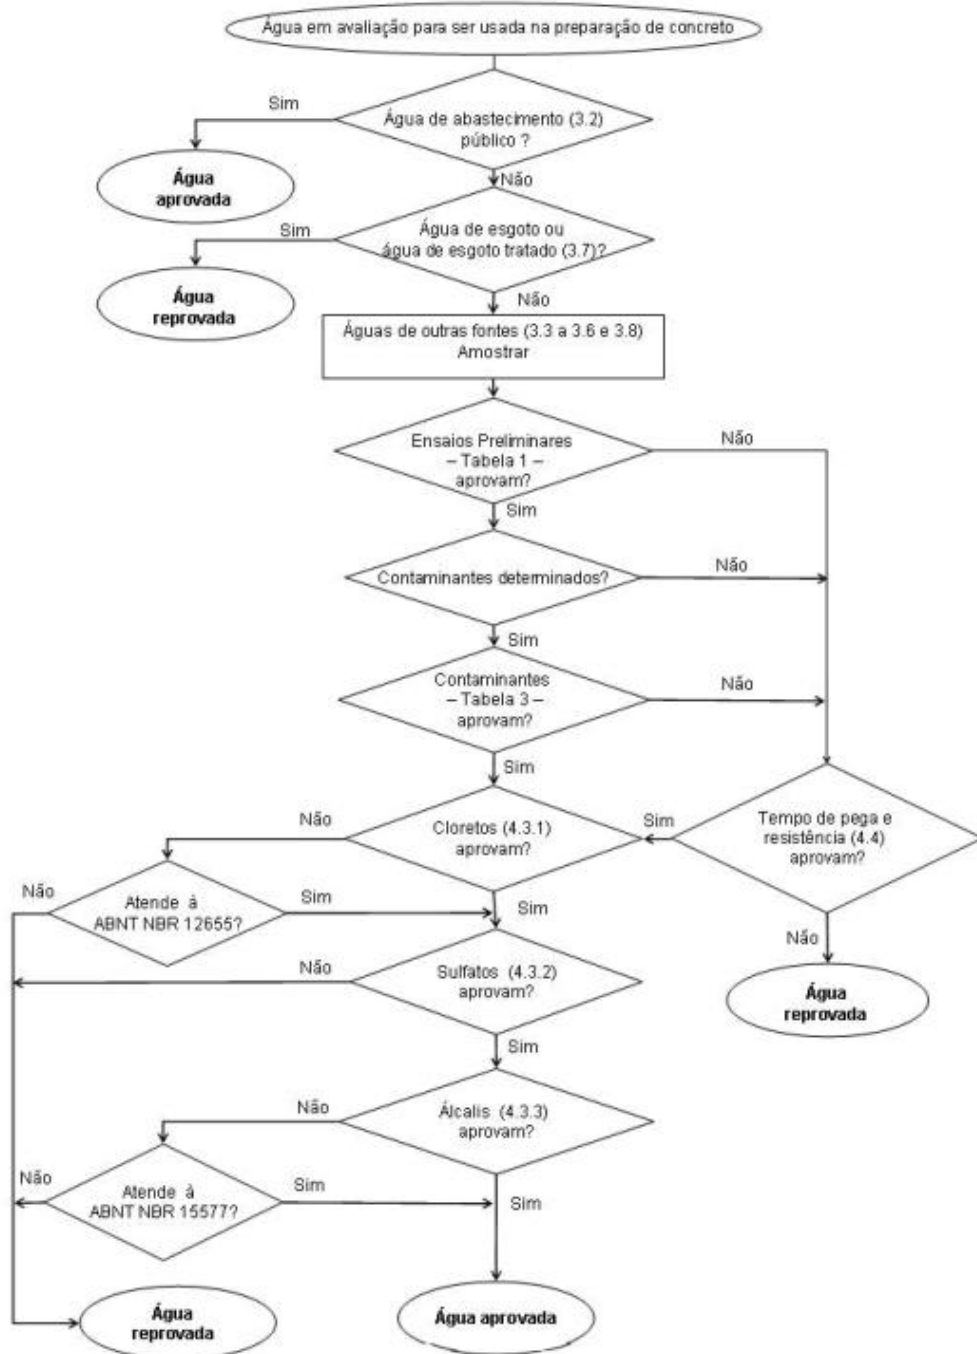 Água em avaliação para ser usada na preparação de concreto
Sim
Água de abastecimento (3.2)
público ?
Água
aprovada
Não
Sim
Água de esgoto ou
água de esgoto tratado (3.7)?
Água
reprovada
Não
Águas de outras fontes (3.3 a 3.6 e 3.8)
Amostrar
Ensaios Preliminares
– Tabela 1 –
aprovam?
Não
Sim
Contaminantes determinados?
Não
Sim
Contaminantes
– Tabela 3 –
aprovam?
Não
Sim
Não
Cloretos (4.3.1)
aprovam?
Sim
Tempo de pega e
resistência (4.4)
aprovam?
Não
Atende à
ABNT NBR 12655?
Sim
Sim
Não
Não
Sulfatos (4.3.2)
aprovam?
Água
reprovada
Sim
Não
Álcalis (4.3.3)
aprovam?
Não
Atende à
ABNT NBR 15577?
Sim
Sim
Água
reprovada
Água aprovada